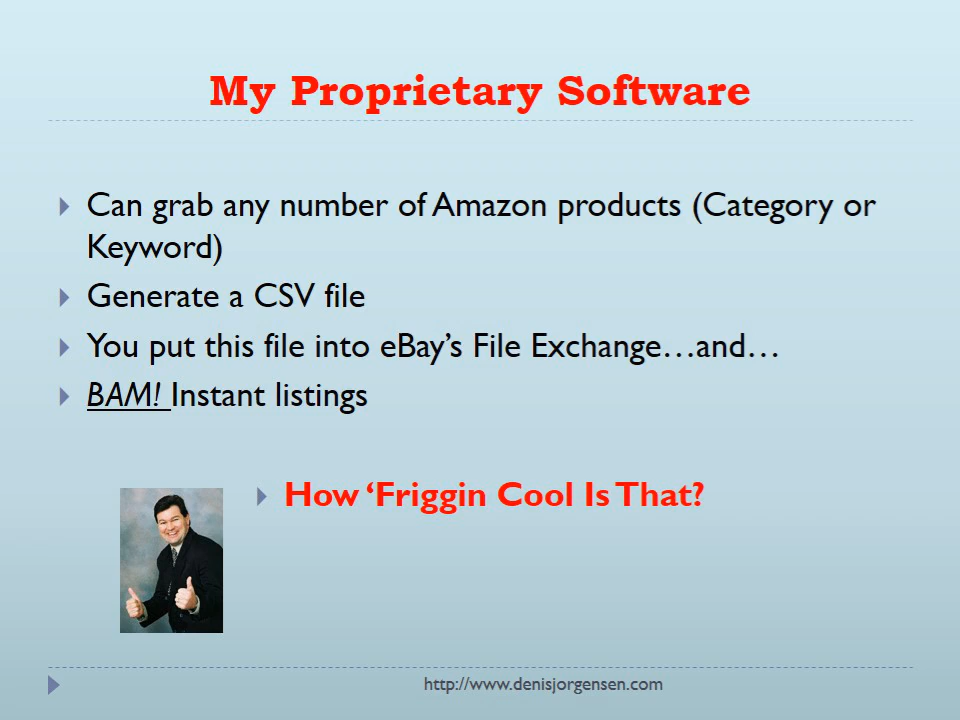 My Proprietary Software
Can grab any number of Amazon products (Category or
Keyword)
Generate a CSV file
You put this file into eBay’s File Exchange…and…
BAM! Instant listings
How ‘Friggin Cool Is That?
http://www.denisjorgensen.com